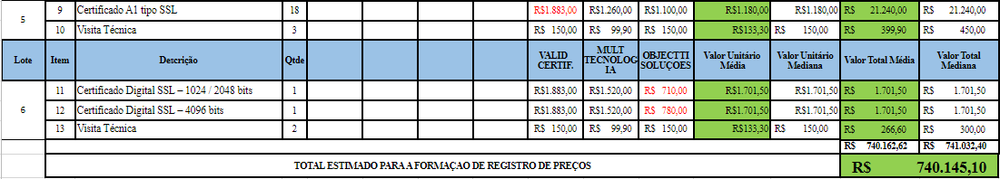 5 9 Certificado A1 tipo SSL 18 R$1.883,00 R$1.260,00 R$1.100,00 R$1.180,00 R$1.180,00 R$ 21.240,00 R$ 21.240,00
10 Visita Técnica 3 R$ 150,00 R$ 99,90 R$ 150,00 R$133,30 R$ 150,00 R$ 399,90 R$ 450,00
Lote Item Descrição Qtde VALID CERTIF. MULT TECNOLOG IA OBJECTTI SOLUÇOES Valor Unitário Média Valor Unitário Mediana Valor Total Média Valor Total Mediana
6 11 Certificado Digital SSL – 1024 / 2048 bits 1 R$1.883,00 R$1.520,00 R$ 710,00 R$1.701,50 R$1.701,50 R$ 1.701,50 R$ 1.701,50
12 Certificado Digital SSL – 4096 bits 1 R$1.883,00 R$1.520,00 R$ 780,00 R$1.701,50 R$1.701,50 R$ 1.701,50 R$ 1.701,50
13 Visita Técnica 2 R$ 150,00 R$ 99,90 R$ 150,00 R$133,30 R$ 150,00 R$ 266,60 R$ 300,00
R$ 740.162,62 R$ 741.032,40
TOTAL ESTIMADO PARA A FORMAÇAO DE REGISTRO DE PREÇOS R$ 740.145,10